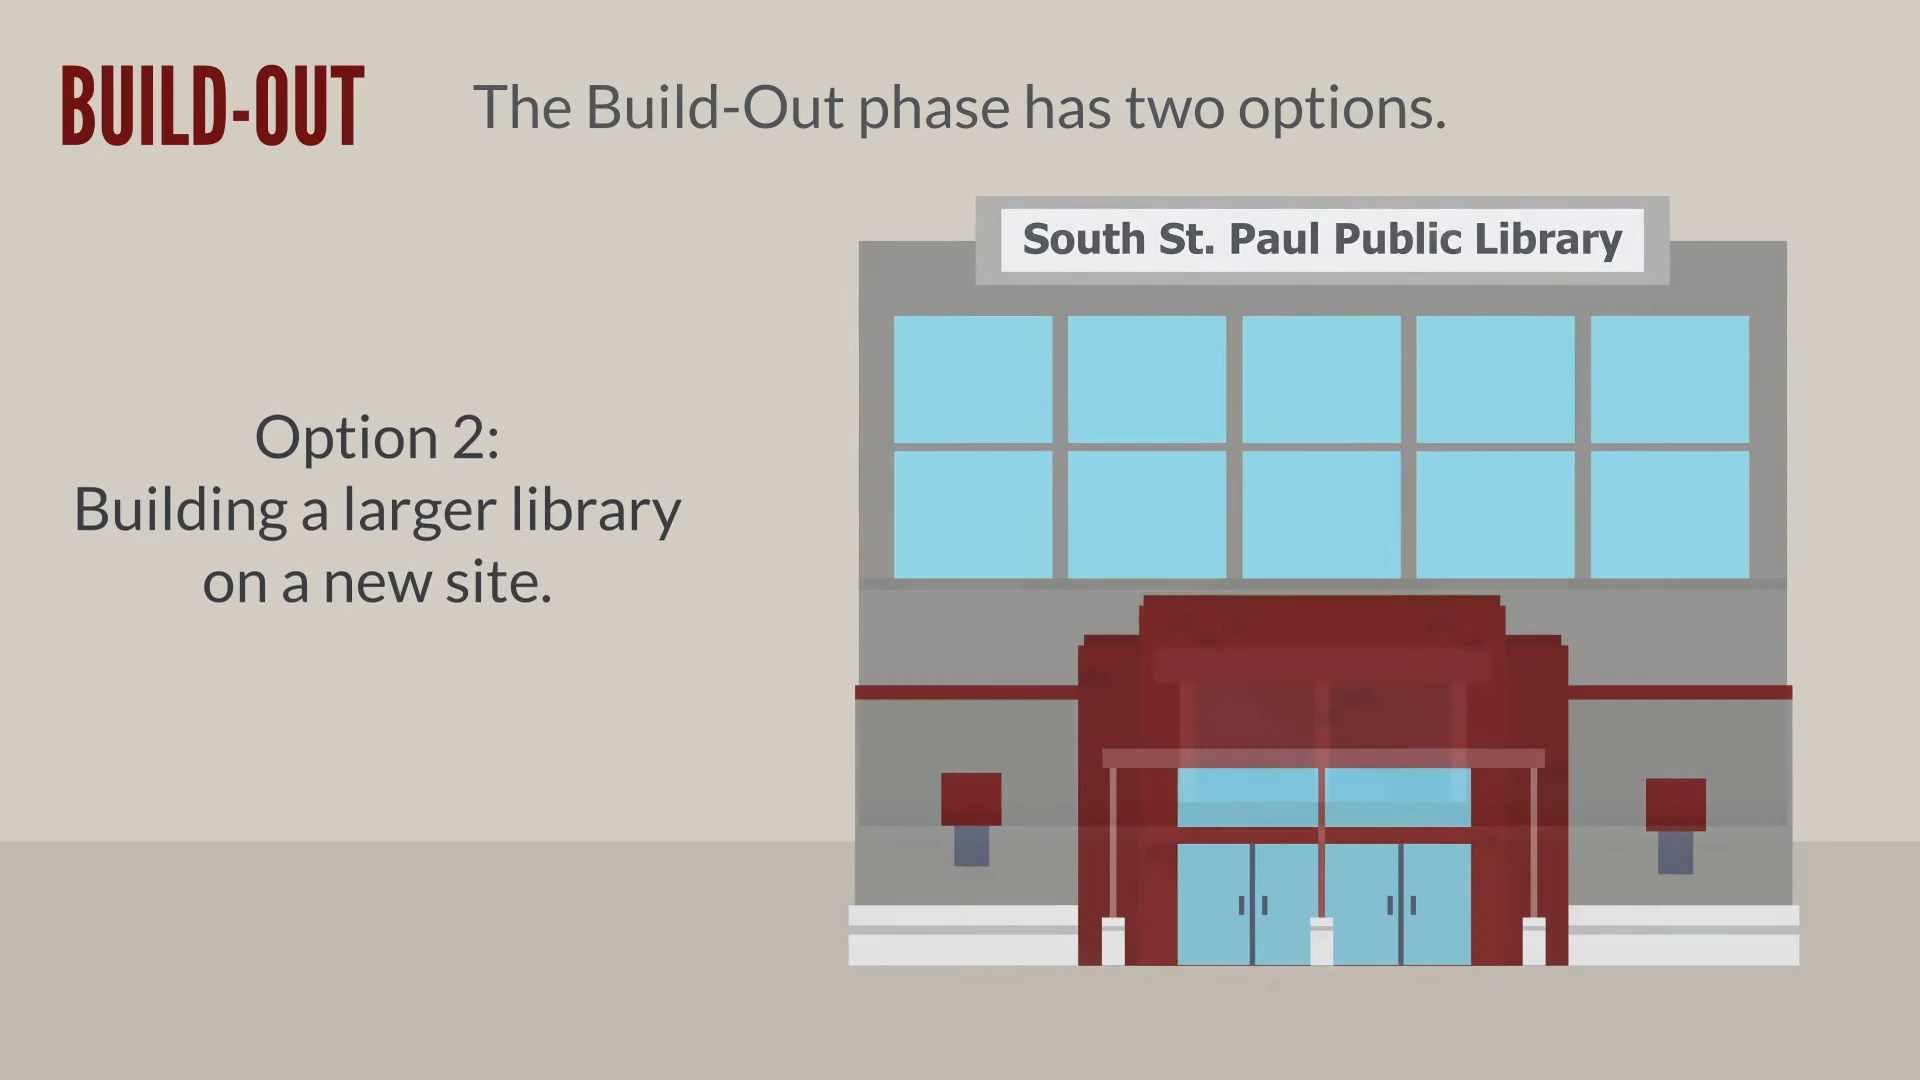 BUILD-OUT
The Build-Out phase has two options.
South St. Paul Public Library
Option 2:
Building a larger library
on a new site.